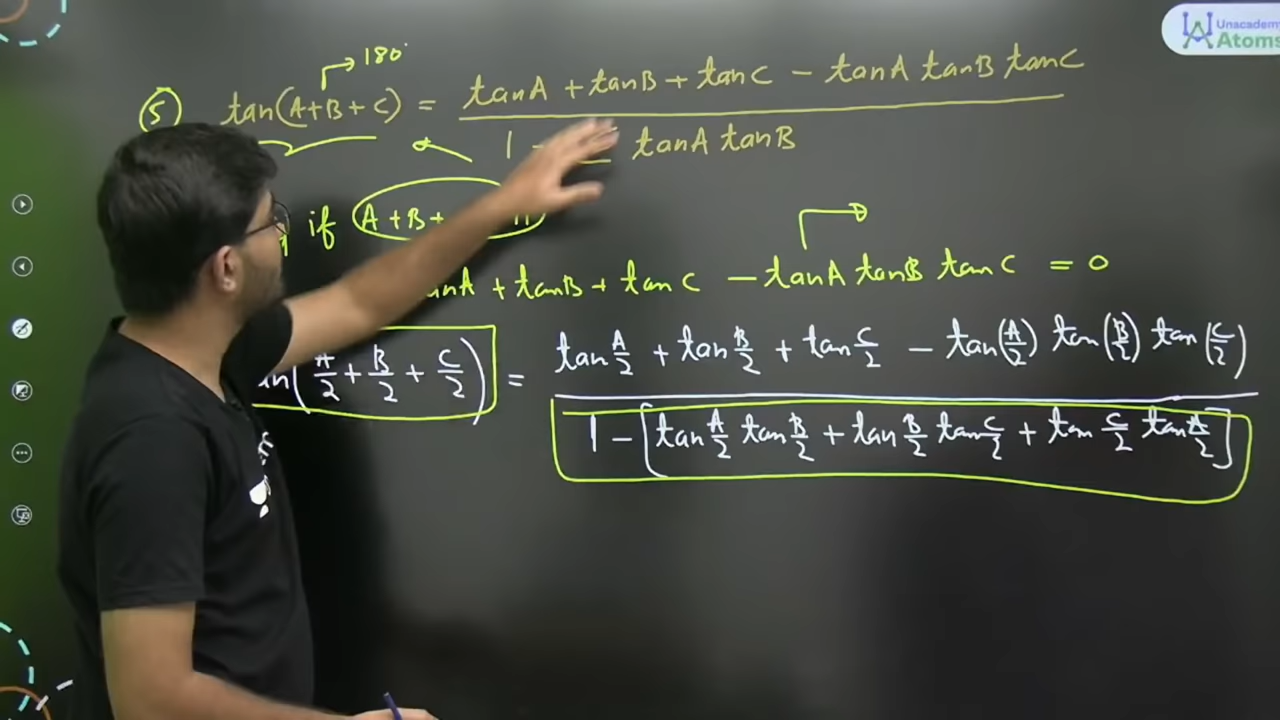 Unacademy
Atoms
180°
(5) tan(A+B+C) = tanA + tanB + tanC - tanA tanB tanC
1 - tanA tanB
if A+B+ π
tanA + tanB + tanC - tanA tanB tanC = 0
(A/2 + B/2 + C/2) = tan A/2 + tan B/2 + tan C/2 - tan(A/2) tan(B/2) tan(C/2)
1 - [tan A/2 tan B/2 + tan B/2 tan C/2 + tan C/2 tan A/2]